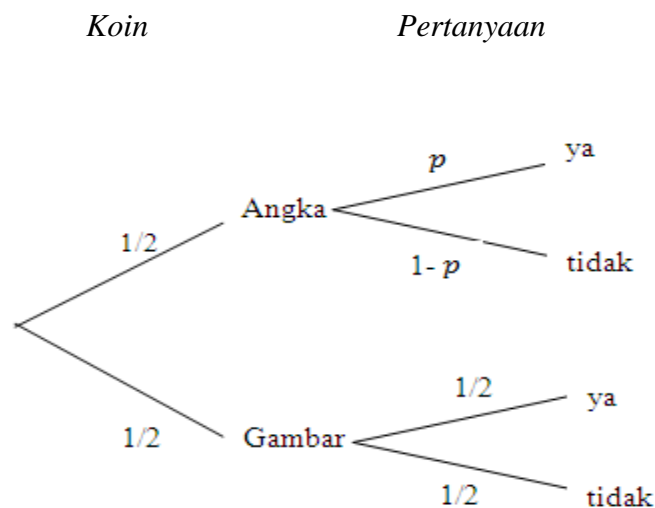 Koin Pertanyaan
p ya
Angka
1/2
1- p tidak
1/2 ya
1/2 Gambar
1/2 tidak